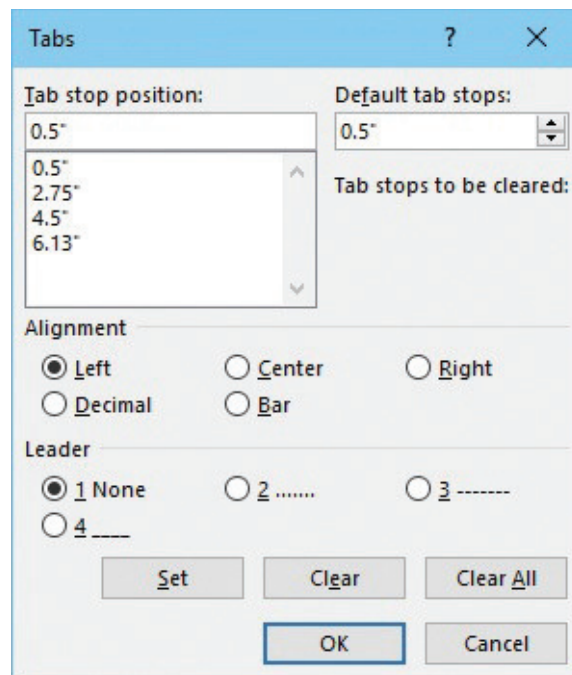 Tabs ? ×
Tab stop position: Default tab stops:
0.5" 0.5"
0.5" Tab stops to be cleared:
2.75"
4.5"
6.13"
Alignment
Left Center Right
Decimal Bar
Leader
1 None 2 ....... 3 -------
4 ____
Set Clear Clear All
OK Cancel